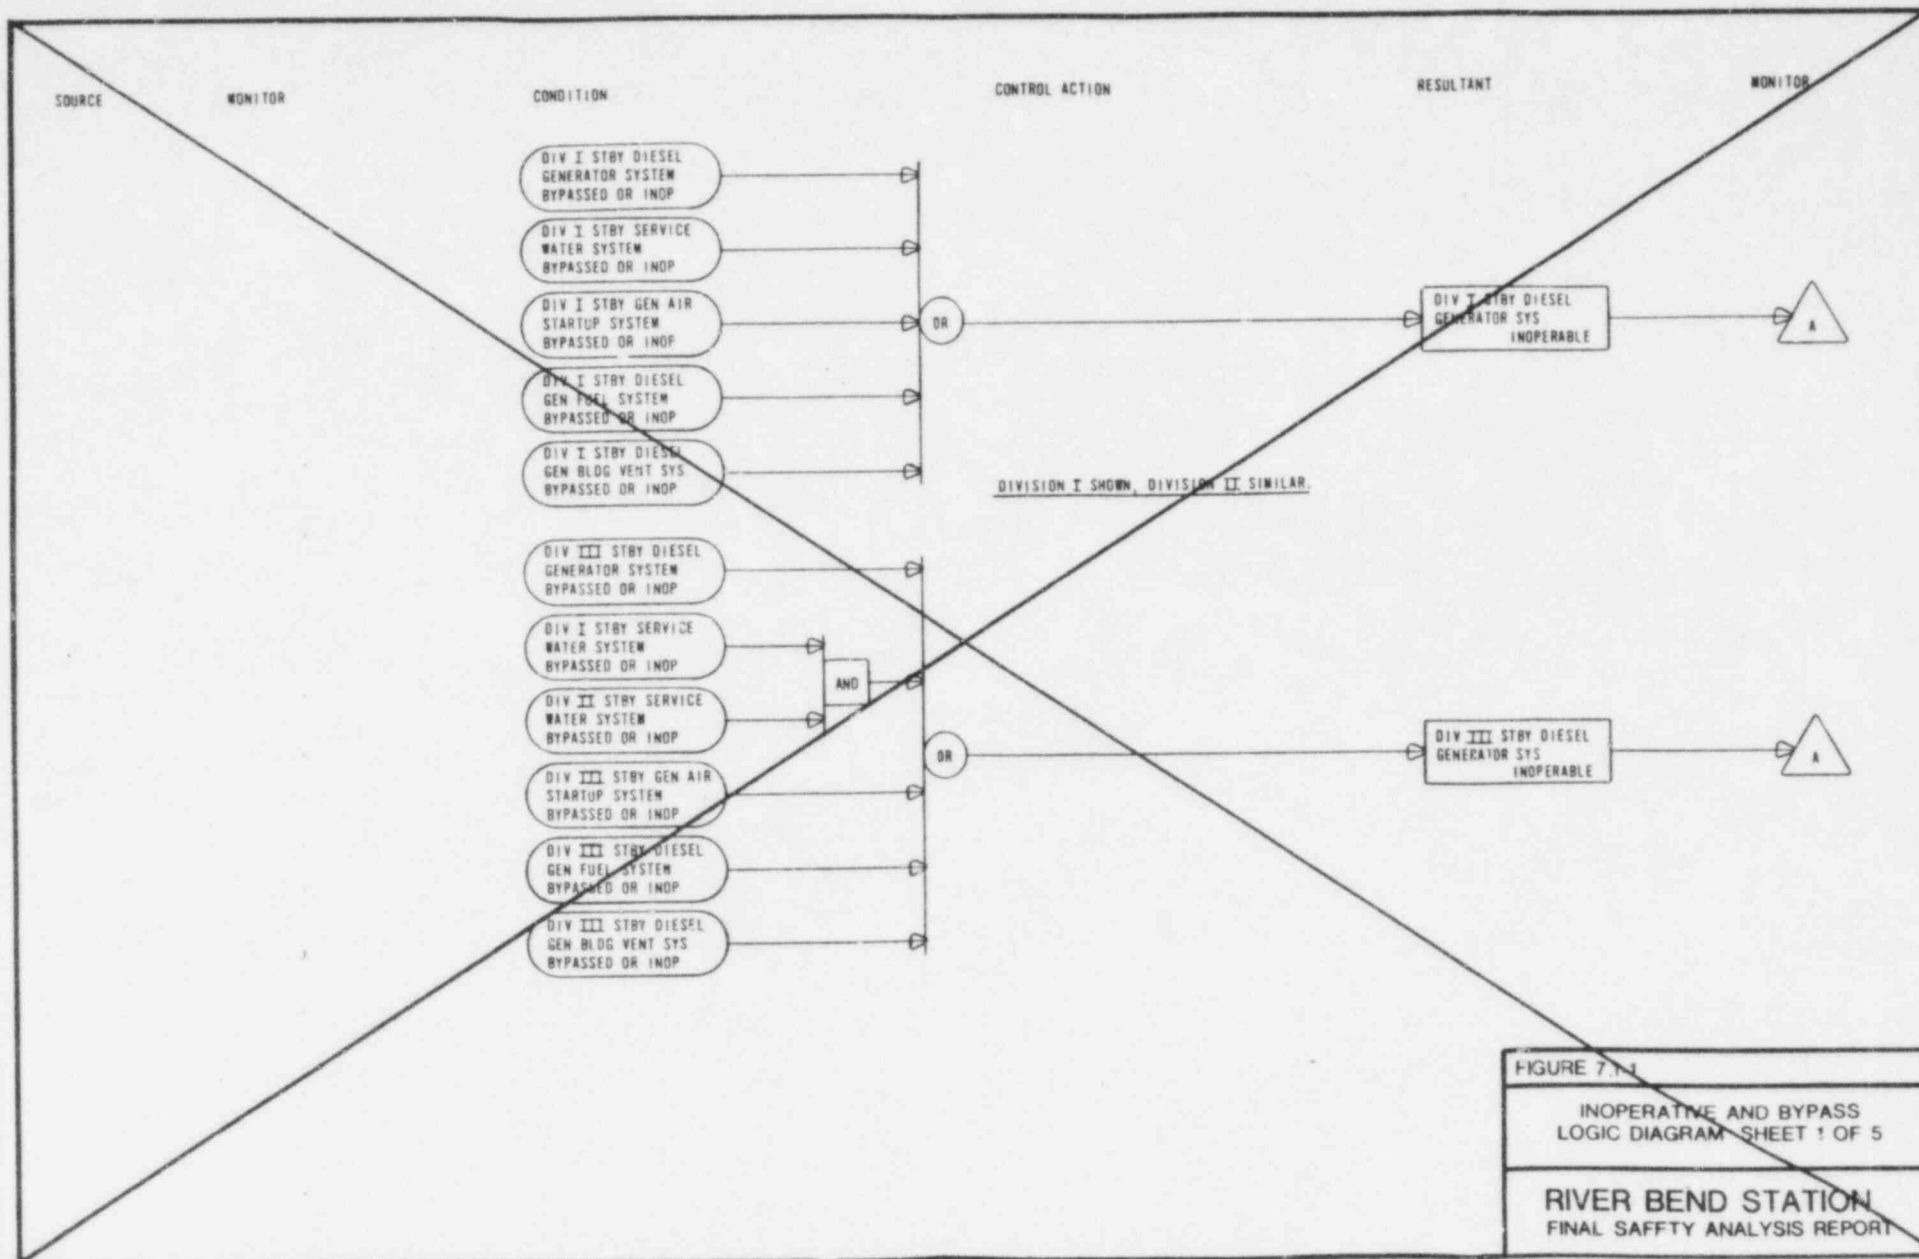 SOURCE
MONITOR
CONDITION
CONTROL ACTION
RESULTANT
MONITOR
DIV I STBY DIESEL
GENERATOR SYSTEM
BYPASSED OR INOP
DIV I STBY SERVICE
WATER SYSTEM
BYPASSED OR INOP
DIV I STBY GEN AIR
STARTUP SYSTEM
BYPASSED OR INOP
DIV I STBY DIESEL
GEN FUEL SYSTEM
BYPASSED OR INOP
DIV I STBY DIESEL
GEN BLDG VENT SYS
BYPASSED OR INOP
OR
DIV I STBY DIESEL
GENERATOR SYS
INOPERABLE
A
DIVISION I SHOWN, DIVISION II SIMILAR.
DIV III STBY DIESEL
GENERATOR SYSTEM
BYPASSED OR INOP
DIV I STBY SERVICE
WATER SYSTEM
BYPASSED OR INOP
DIV II STBY SERVICE
WATER SYSTEM
BYPASSED OR INOP
AND
DIV III STBY GEN AIR
STARTUP SYSTEM
BYPASSED OR INOP
DIV III STBY DIESEL
GEN FUEL SYSTEM
BYPASSED OR INOP
DIV III STBY DIESEL
GEN BLDG VENT SYS
BYPASSED OR INOP
OR
DIV III STBY DIESEL
GENERATOR SYS
INOPERABLE
A
FIGURE 7.1-1
INOPERATIVE AND BYPASS
LOGIC DIAGRAM SHEET 1 OF 5
RIVER BEND STATION
FINAL SAFFTY ANALYSIS REPORT